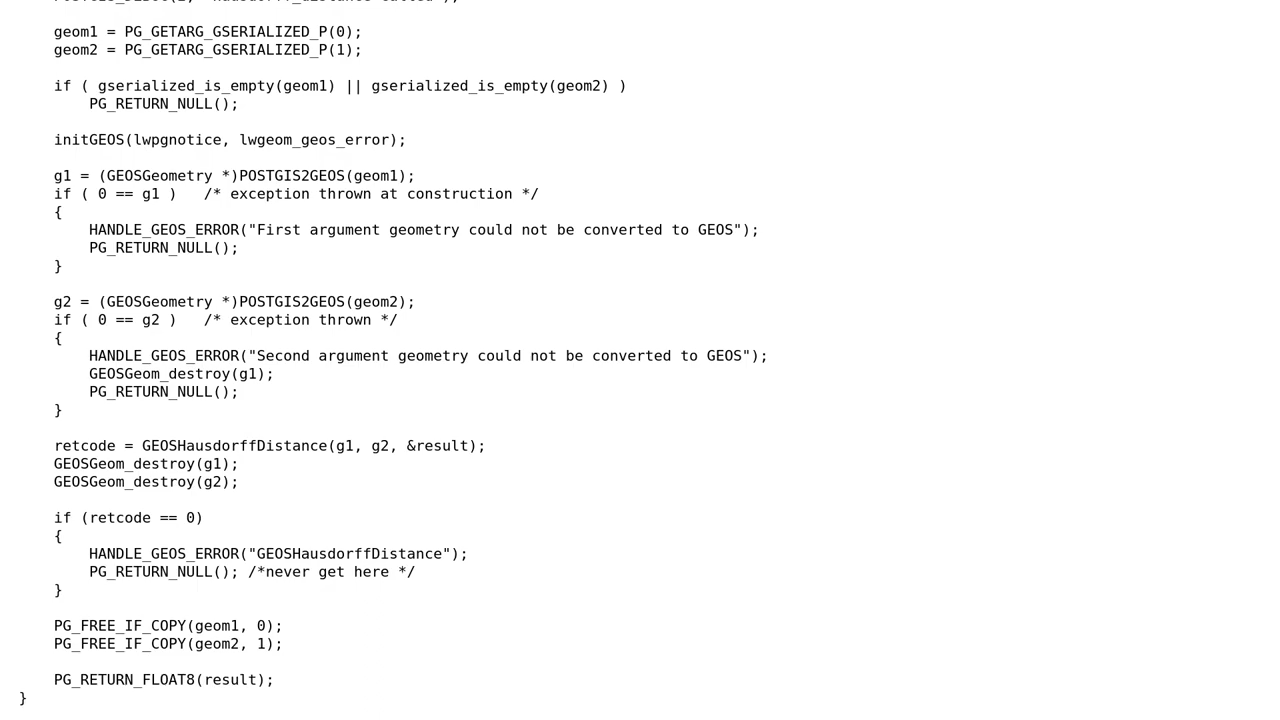 geom1 = PG_GETARG_GSERIALIZED_P(0);
geom2 = PG_GETARG_GSERIALIZED_P(1);
if ( gserialized_is_empty(geom1) || gserialized_is_empty(geom2) )
PG_RETURN_NULL();
initGEOS(lwpgnotice, lwgeom_geos_error);
g1 = (GEOSGeometry *)POSTGIS2GEOS(geom1);
if ( 0 == g1 )   /* exception thrown at construction */
{
HANDLE_GEOS_ERROR("First argument geometry could not be converted to GEOS");
PG_RETURN_NULL();
}
g2 = (GEOSGeometry *)POSTGIS2GEOS(geom2);
if ( 0 == g2 )   /* exception thrown */
{
HANDLE_GEOS_ERROR("Second argument geometry could not be converted to GEOS");
GEOSGeom_destroy(g1);
PG_RETURN_NULL();
}
retcode = GEOSHausdorffDistance(g1, g2, &result);
GEOSGeom_destroy(g1);
GEOSGeom_destroy(g2);
if (retcode == 0)
{
HANDLE_GEOS_ERROR("GEOSHausdorffDistance");
PG_RETURN_NULL(); /*never get here */
}
PG_FREE_IF_COPY(geom1, 0);
PG_FREE_IF_COPY(geom2, 1);
PG_RETURN_FLOAT8(result);
}